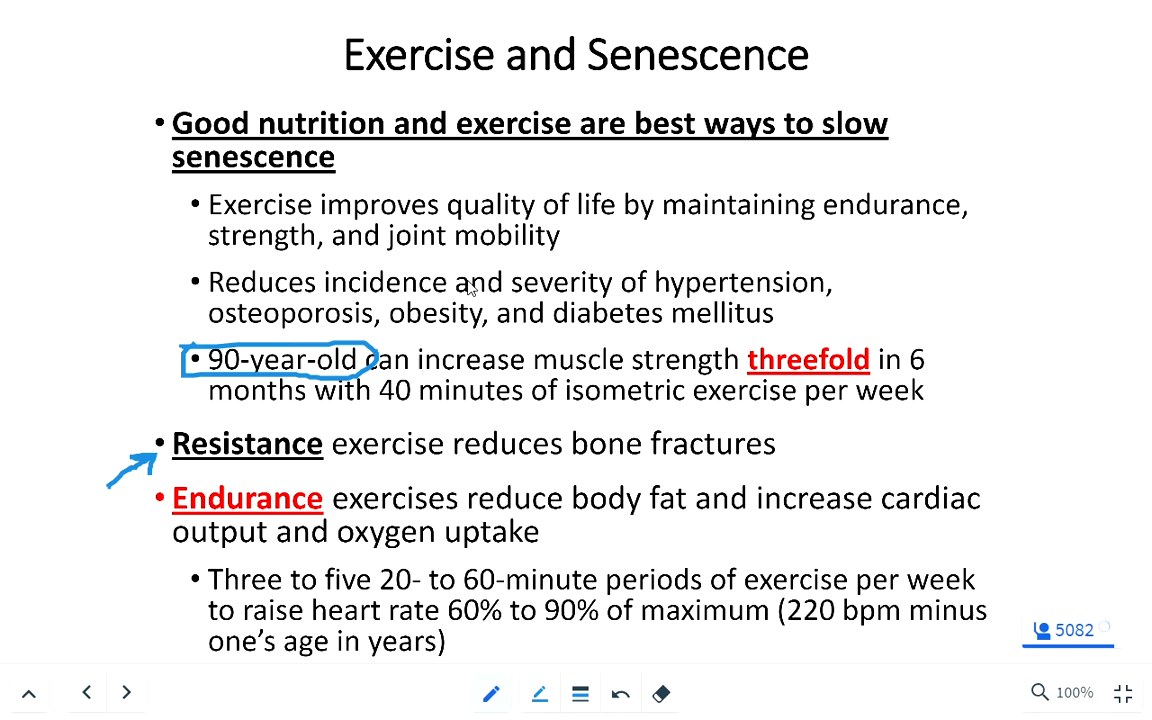 Exercise and Senescence
• Good nutrition and exercise are best ways to slow
senescence
• Exercise improves quality of life by maintaining endurance,
strength, and joint mobility
• Reduces incidence and severity of hypertension,
osteoporosis, obesity, and diabetes mellitus
• 90-year-old can increase muscle strength threefold in 6
months with 40 minutes of isometric exercise per week
• Resistance exercise reduces bone fractures
• Endurance exercises reduce body fat and increase cardiac
output and oxygen uptake
• Three to five 20- to 60-minute periods of exercise per week
to raise heart rate 60% to 90% of maximum (220 bpm minus
one's age in years)
5082
100%